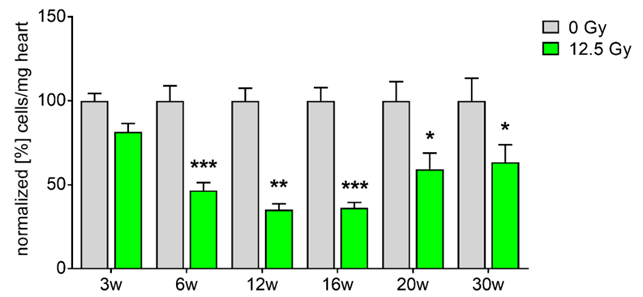 150
0 Gy
12.5 Gy
normalized [%] cells/mg heart
100
50
0
***
**
***
*
*
3w
6w
12w
16w
20w
30w